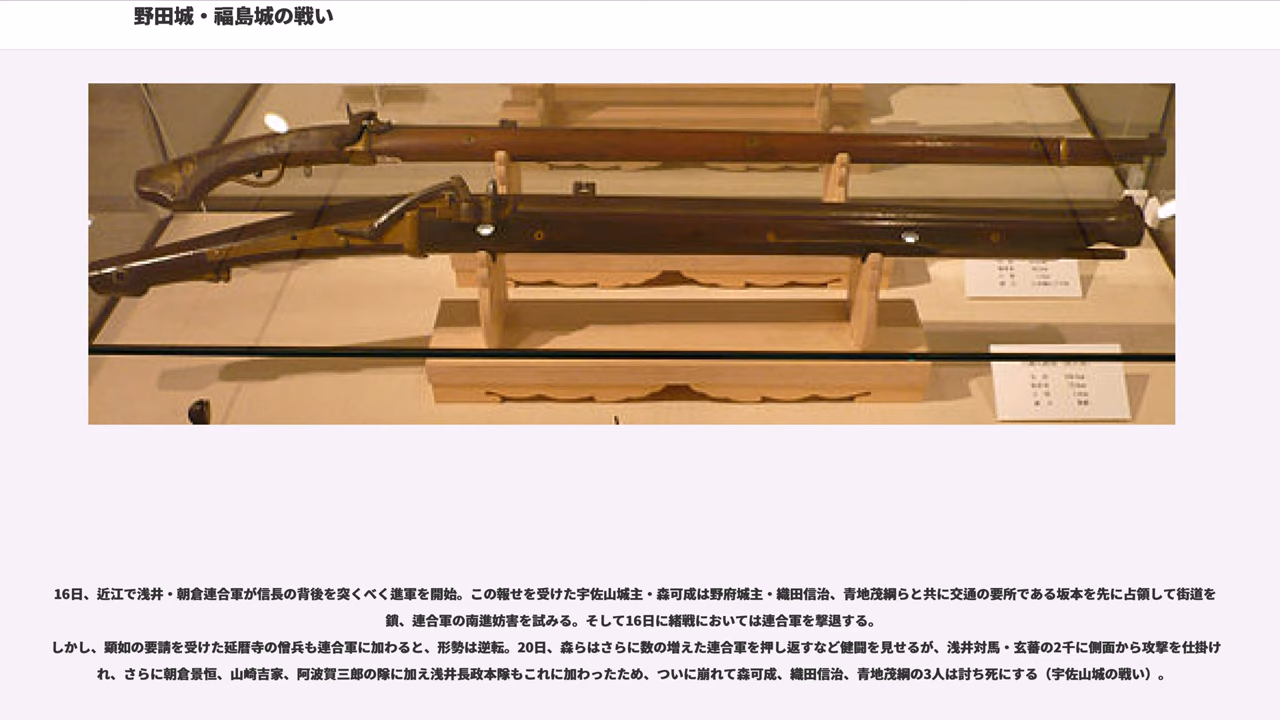 野田城・福島城の戦い
16日、近江で浅井・朝倉連合軍が信長の背後を突くべく進軍を開始。この報せを受けた宇佐山城主・森可成は野府城主・織田信治、青地茂綱らと共に交通の要所である坂本を先に占領して街道を
鎖、連合軍の南進妨害を試みる。そして16日に緒戦においては連合軍を撃退する。
しかし、顕如の要請を受けた延暦寺の僧兵も連合軍に加わると、形勢は逆転。20日、森らはさらに数の増えた連合軍を押し返すなど健闘を見せるが、浅井対馬・玄蕃の2千に側面から攻撃を仕掛け
れ、さらに朝倉景恒、山崎吉家、阿波賀三郎の隊に加え浅井長政本隊もこれに加わったため、ついに崩れて森可成、織田信治、青地茂綱の3人は討ち死にする（宇佐山城の戦い）。